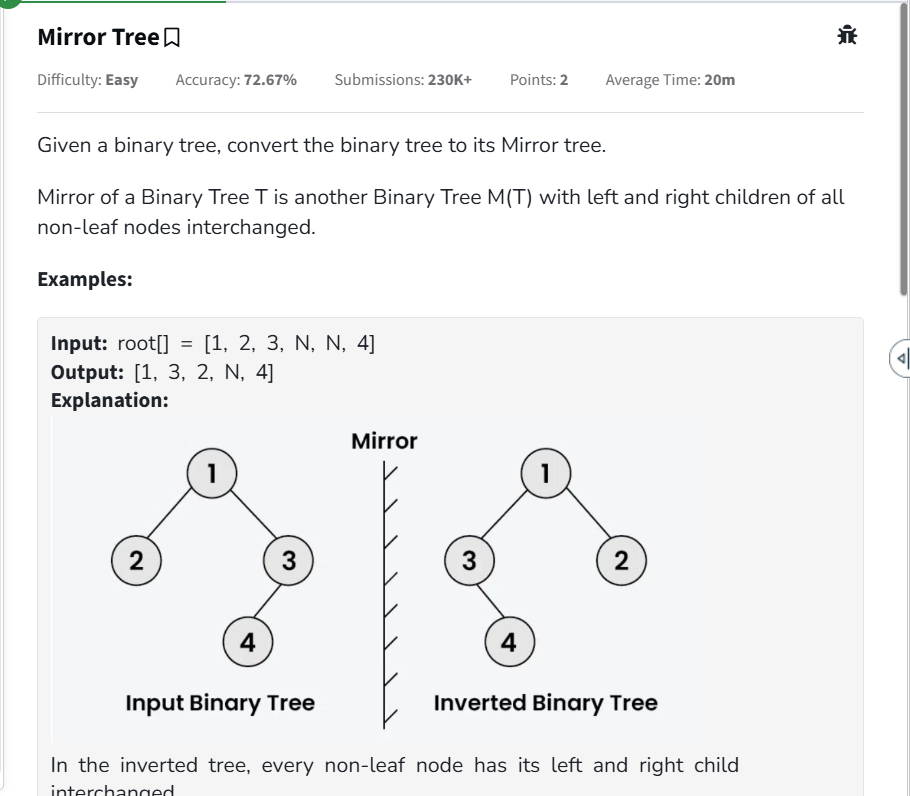 Mirror Tree
Difficulty: Easy Accuracy: 72.67% Submissions: 230K+ Points: 2 Average Time: 20m
Given a binary tree, convert the binary tree to its Mirror tree.
Mirror of a Binary Tree T is another Binary Tree M(T) with left and right children of all
non-leaf nodes interchanged.
Examples:
Input: root[] = [1, 2, 3, N, N, 4]
Output: [1, 3, 2, N, 4]
Explanation:
Mirror
1 1
2 3 3 2
4 4
Input Binary Tree Inverted Binary Tree
In the inverted tree, every non-leaf node has its left and right child
interchanged